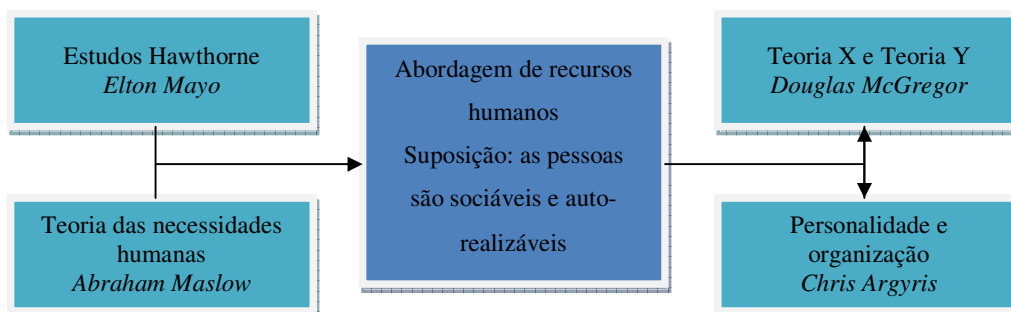 Estudos Hawthorne
Elton Mayo
Teoria das necessidades
humanas
Abraham Maslow
Abordagem de recursos
humanos
Suposição: as pessoas
são sociáveis e auto-
realizáveis
Teoria X e Teoria Y
Douglas McGregor
Personalidade e
organização
Chris Argyris